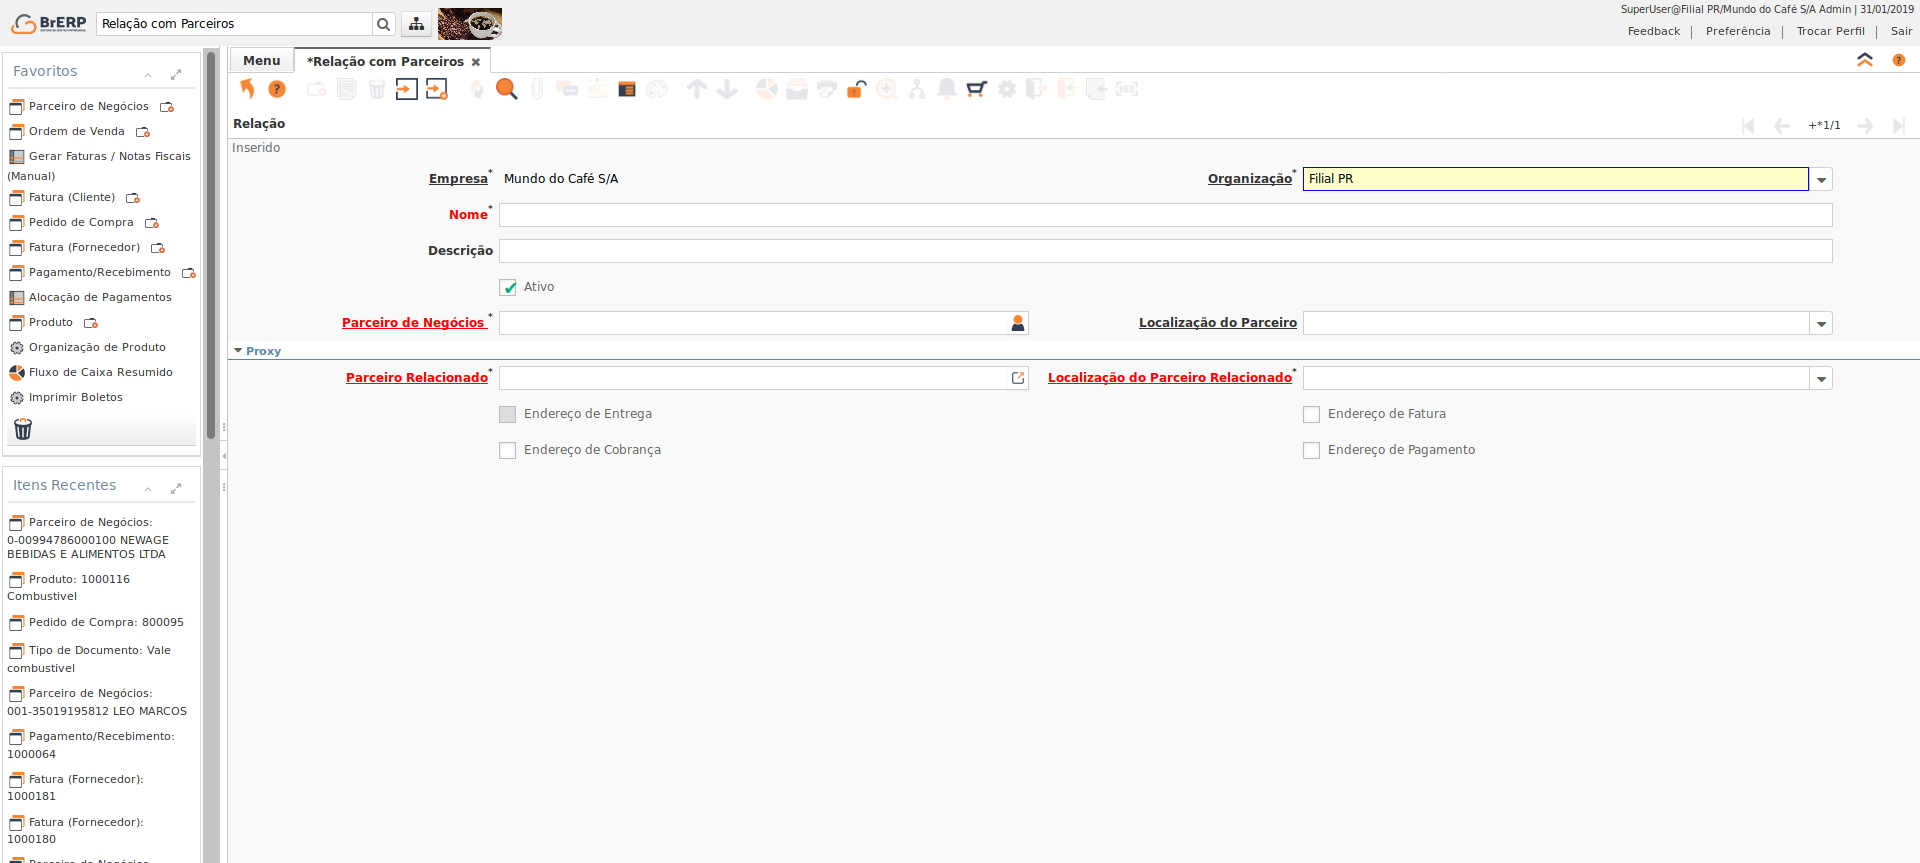 BrERP
Relação com Parceiros
SuperUser@Filial PR/Mundo do Café S/A Admin | 31/01/2019
Feedback | Preferência | Trocar Perfil | Sair
Favoritos
Parceiro de Negócios
Ordem de Venda
Gerar Faturas / Notas Fiscais
(Manual)
Fatura (Cliente)
Pedido de Compra
Fatura (Fornecedor)
Pagamento/Recebimento
Alocação de Pagamentos
Produto
Organização de Produto
Fluxo de Caixa Resumido
Imprimir Boletos
Itens Recentes
Parceiro de Negócios:
0-00994786000100 NEWAGE
BEBIDAS E ALIMENTOS LTDA
Produto: 1000116
Combustivel
Pedido de Compra: 800095
Tipo de Documento: Vale
combustivel
Parceiro de Negócios:
001-35019195812 LEO MARCOS
Pagamento/Recebimento:
1000064
Fatura (Fornecedor):
1000181
Fatura (Fornecedor):
1000180
Parceiro de Negócios
Menu
*Relação com Parceiros
Relação
+*1/1
Inserido
Empresa* Mundo do Café S/A
Organização* Filial PR
Nome*
Descrição
Ativo
Parceiro de Negócios *
Localização do Parceiro
Proxy
Parceiro Relacionado*
Localização do Parceiro Relacionado*
Endereço de Entrega
Endereço de Fatura
Endereço de Cobrança
Endereço de Pagamento